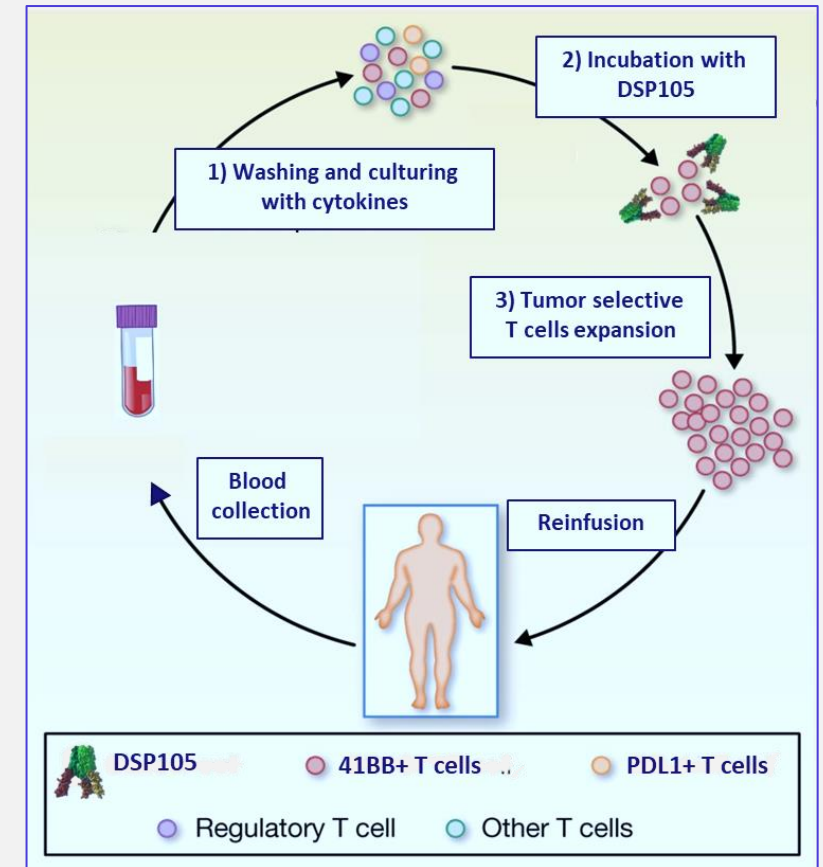 2) Incubation with
DSP105
1) Washing and culturing
with cytokines
3) Tumor selective
T cells expansion
Blood
collection
Reinfusion
DSP105
41BB+ T cells ..
PDL1+ T cells
Regulatory T cell
Other T cells